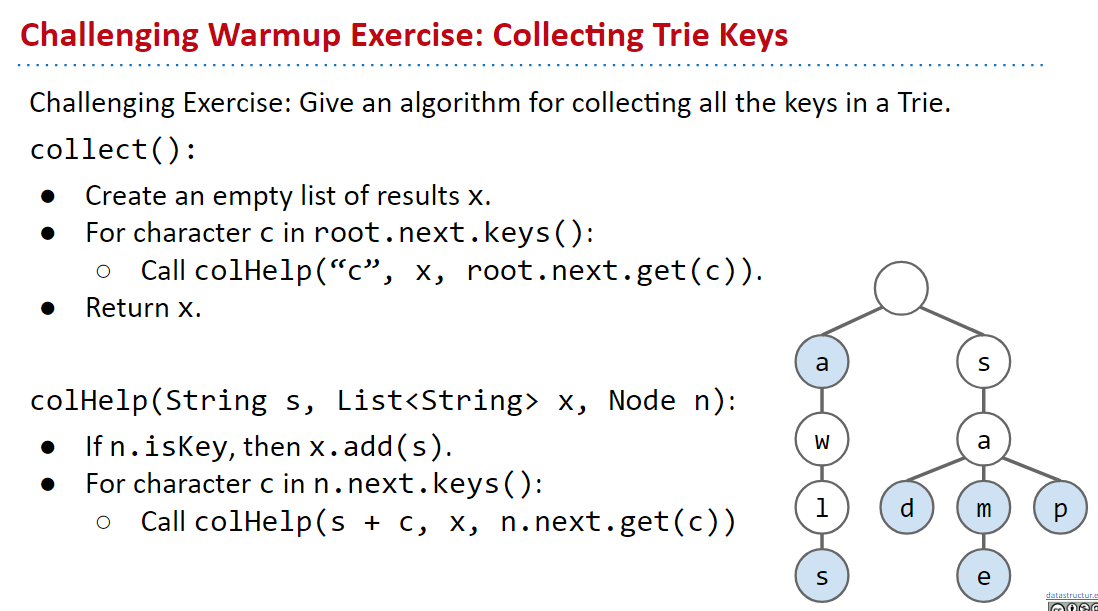 Challenging Warmup Exercise: Collecting Trie Keys
Challenging Exercise: Give an algorithm for collecting all the keys in a Trie.
collect():
● Create an empty list of results x.
● For character c in root.next.keys():
○ Call colHelp(“c”, x, root.next.get(c)).
● Return x.
colHelp(String s, List<String> x, Node n):
● If n.isKey, then x.add(s).
● For character c in n.next.keys():
○ Call colHelp(s + c, x, n.next.get(c))
a s
w a
l d m p
s e
datastructur.e